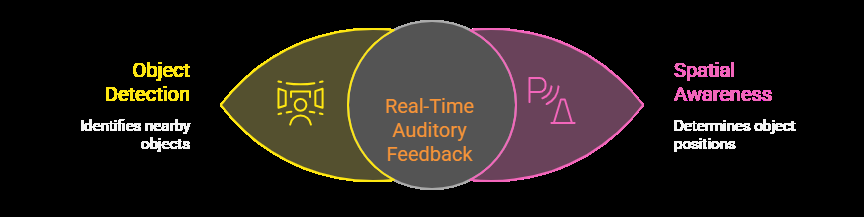 Object
Detection
Identifies nearby
objects
Real-Time
Auditory
Feedback
P
Spatial
Awareness
Determines object
positions